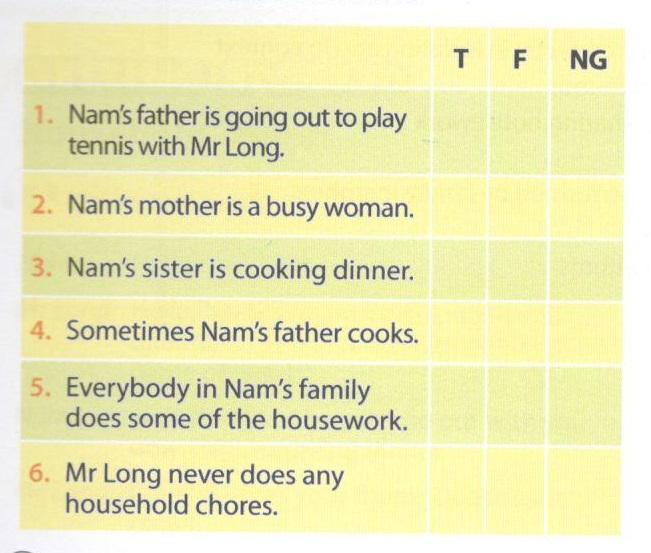 T F NG
1. Nam's father is going out to play
tennis with Mr Long.
2. Nam's mother is a busy woman.
3. Nam's sister is cooking dinner.
4. Sometimes Nam's father cooks.
5. Everybody in Nam's family
does some of the housework.
6. Mr Long never does any
household chores.